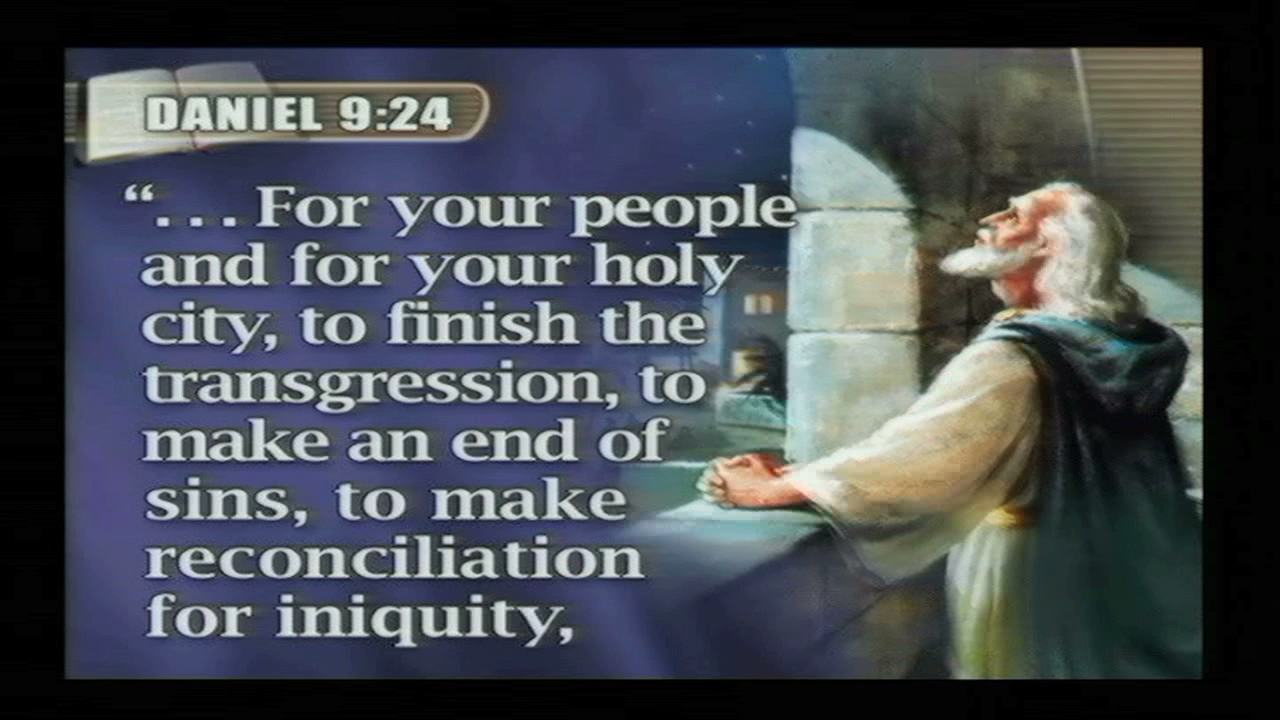 DANIEL 9:24
“. . . For your people
and for your holy
city, to finish the
transgression, to
make an end of
sins, to make
reconciliation
for iniquity,